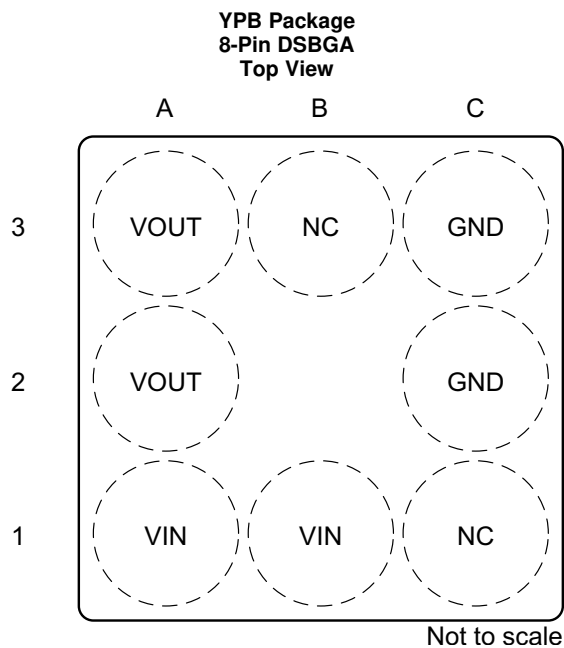 YPB Package
8-Pin DSBGA
Top View
A B C
3 VOUT NC GND
2 VOUT GND
1 VIN VIN NC
Not to scale